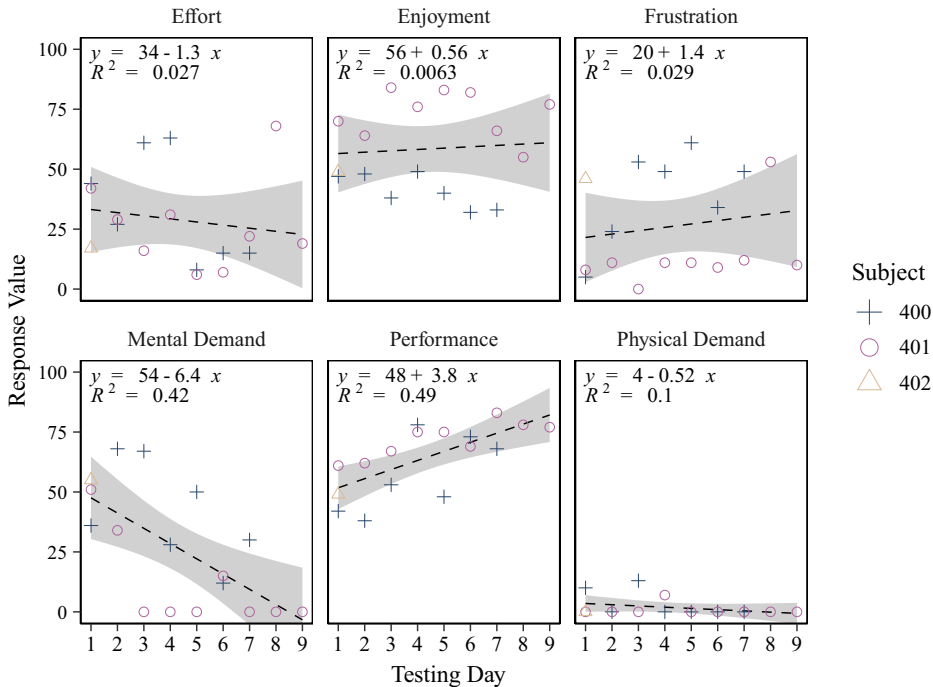 Effort
Enjoyment
Frustration
y = 34 - 1.3 x
R 2 = 0.027
y = 56 + 0.56 x
R 2 = 0.0063
y = 20 + 1.4 x
R 2 = 0.029
100
75
50
25
0
Mental Demand
Performance
Physical Demand
y = 54 - 6.4 x
R 2 = 0.42
y = 48 + 3.8 x
R 2 = 0.49
y = 4 - 0.52 x
R 2 = 0.1
100
75
50
25
0
1 2 3 4 5 6 7 8 9
1 2 3 4 5 6 7 8 9
1 2 3 4 5 6 7 8 9
Response Value
Testing Day
Subject
400
401
402